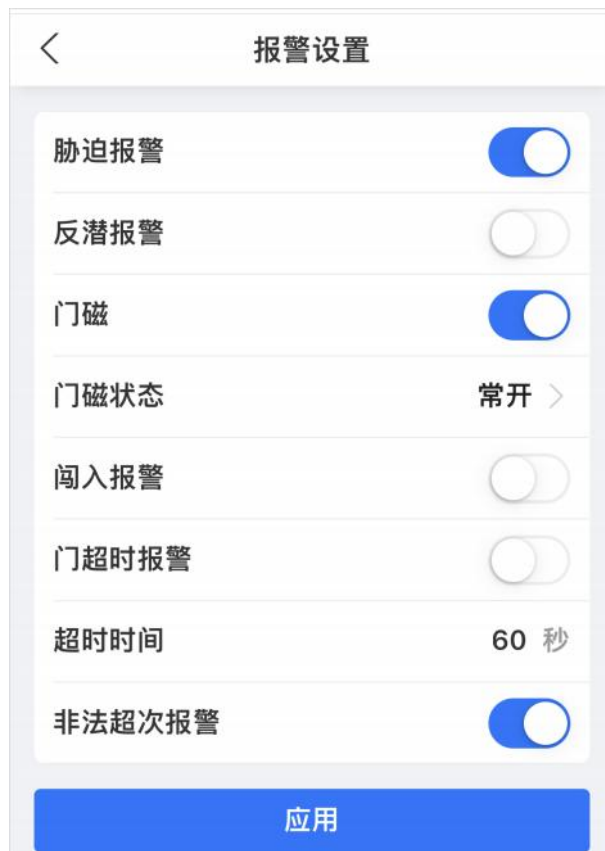 报警设置
胁迫报警
反潜报警
门磁
门磁状态 常开
闯入报警
门超时报警
超时时间 60 秒
非法超次报警
应用